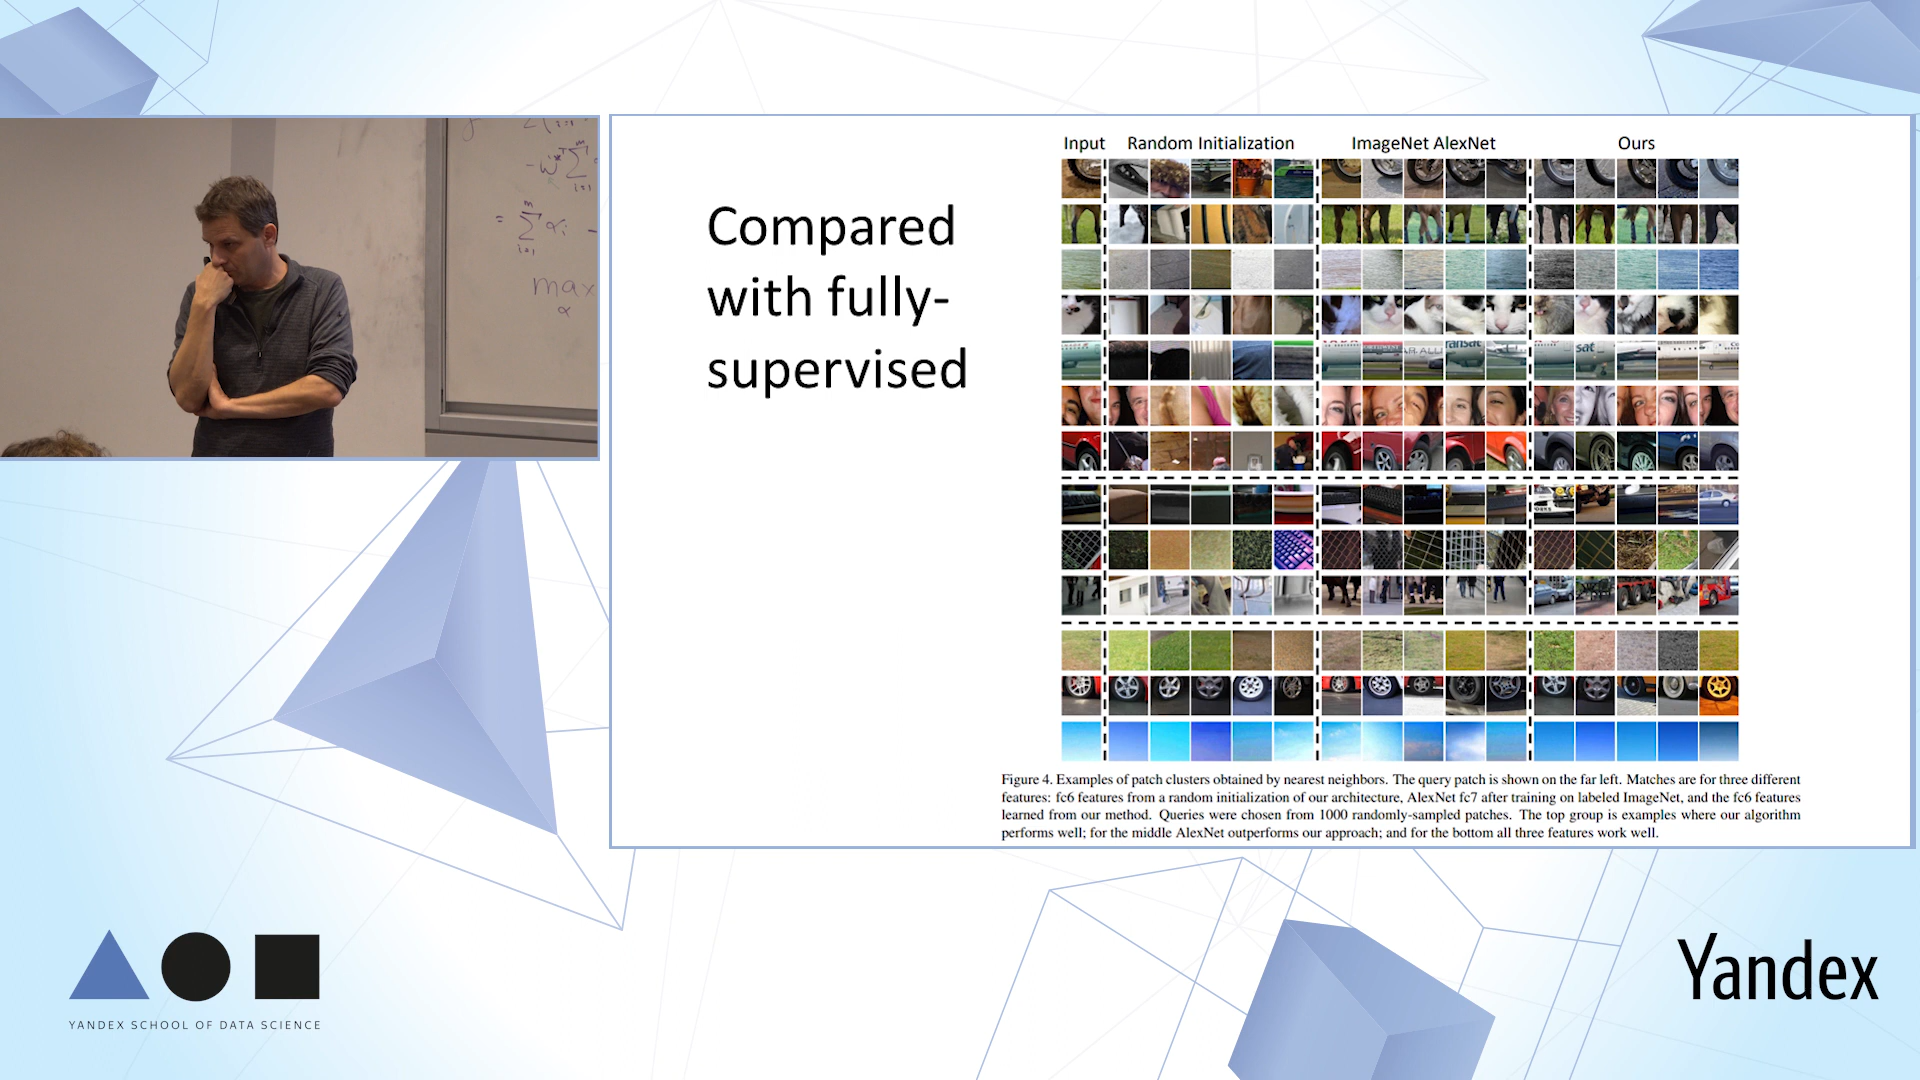 Compared
with fully-
supervised
Input Random Initialization ImageNet AlexNet Ours
Figure 4. Examples of patch clusters obtained by nearest neighbors. The query patch is shown on the far left. Matches are for three different
features: fc6 features from a random initialization of our architecture, AlexNet fc7 after training on labeled ImageNet, and the fc6 features
learned from our method. Queries were chosen from 1000 randomly-sampled patches. The top group is examples where our algorithm
performs well; for the middle AlexNet outperforms our approach; and for the bottom all three features work well.
max
α
YANDEX SCHOOL OF DATA SCIENCE
Yandex